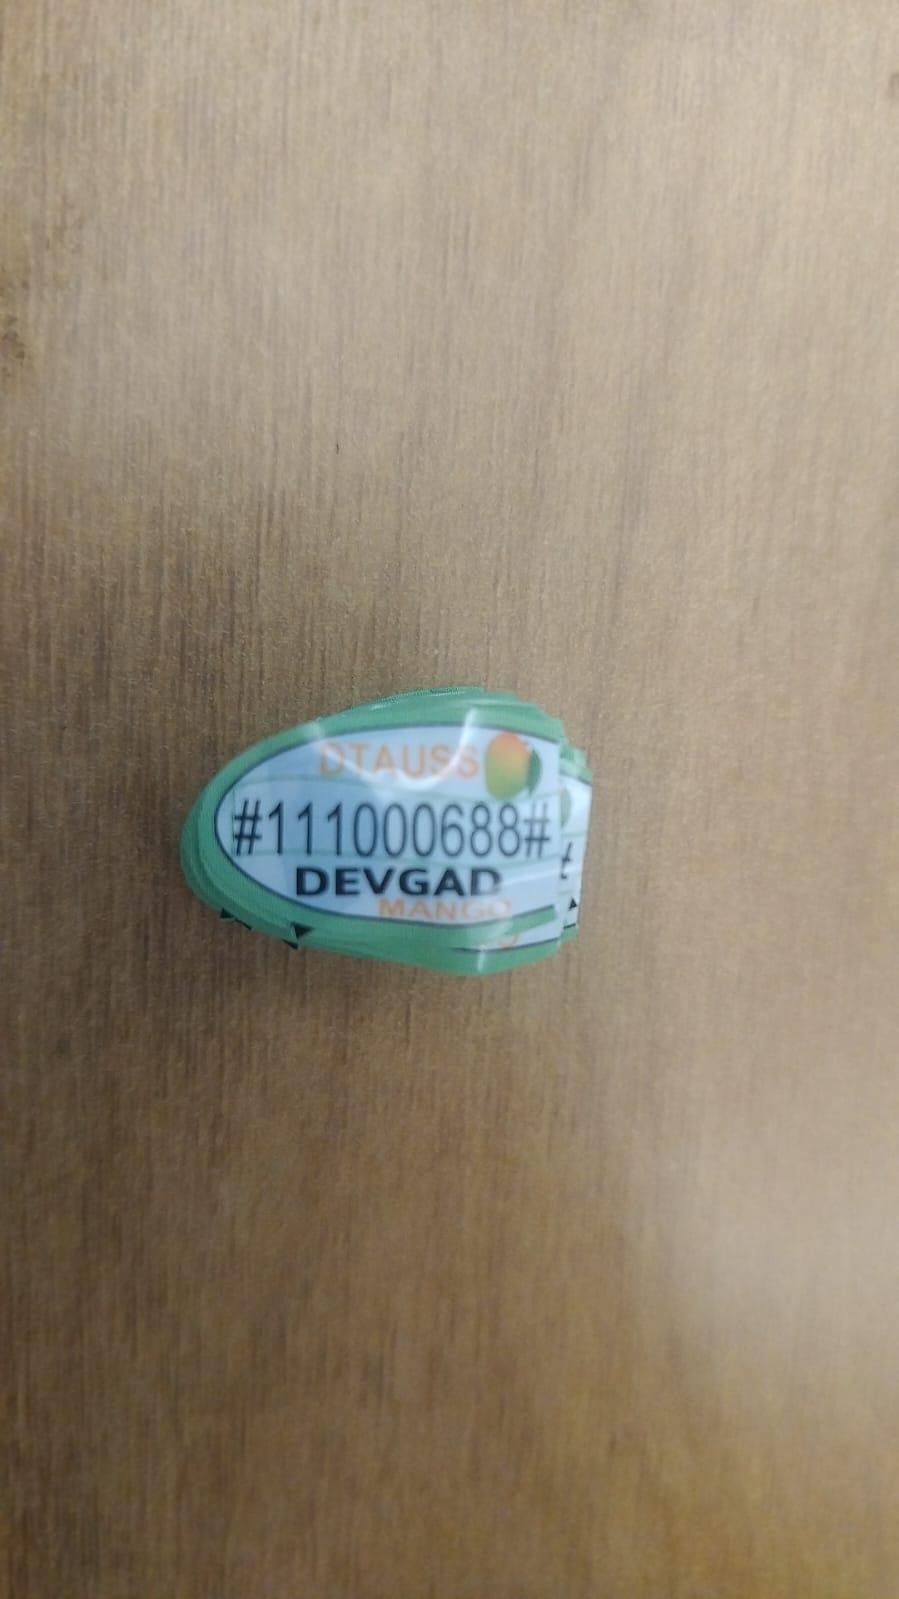 DTAUSS
#111000688#
DEVGAD
MANGO